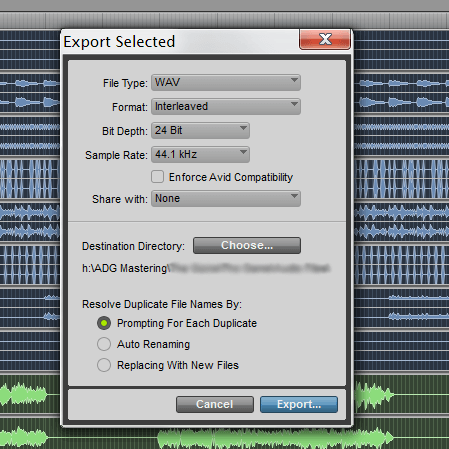 Export Selected
File Type: WAV
Format: Interleaved
Bit Depth: 24 Bit
Sample Rate: 44.1 kHz
Enforce Avid Compatibility
Share with: None
Destination Directory: Choose...
h:\ADG Mastering\
Resolve Duplicate File Names By:
Prompting For Each Duplicate
Auto Renaming
Replacing With New Files
Cancel Export...